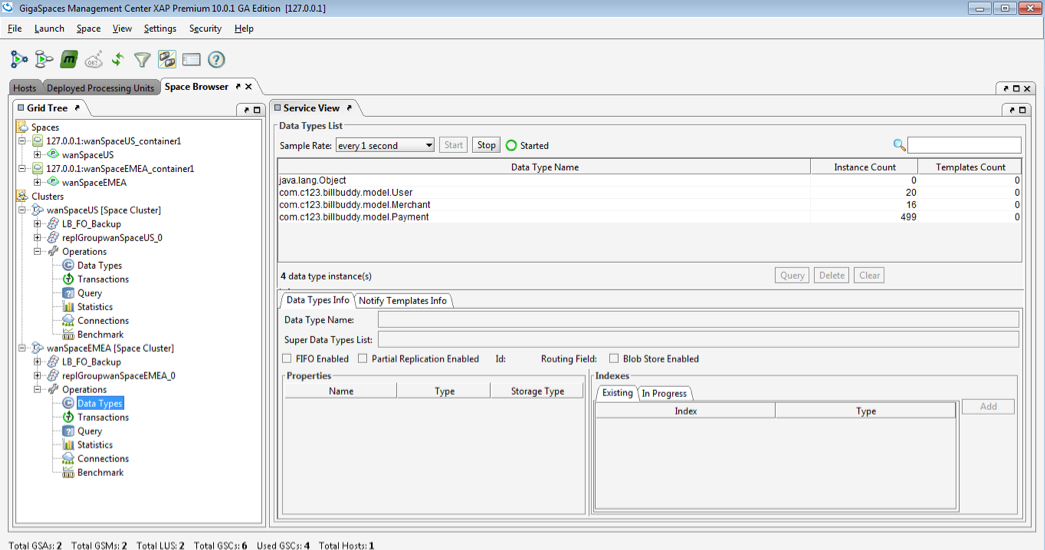 GigaSpaces Management Center XAP Premium 10.0.1 GA Edition [127.0.0.1]
File Launch Space View Settings Security Help
Hosts Deployed Processing Units Space Browser
Grid Tree
Spaces
127.0.0.1:wanSpaceUS_container1
wanSpaceUS
127.0.0.1:wanSpaceEMEA_container1
wanSpaceEMEA
Clusters
wanSpaceUS [Space Cluster]
LB_FO_Backup
replGroupwanSpaceUS_0
Operations
Data Types
Transactions
Query
Statistics
Connections
Benchmark
wanSpaceEMEA [Space Cluster]
LB_FO_Backup
replGroupwanSpaceEMEA_0
Operations
Data Types
Transactions
Query
Statistics
Connections
Benchmark
Service View
Data Types List
Sample Rate: every 1 second Start Stop Started
Data Type Name Instance Count Templates Count
java.lang.Object 0 0
com.c123.billbuddy.model.User 20 0
com.c123.billbuddy.model.Merchant 16 0
com.c123.billbuddy.model.Payment 499 0
4 data type instance(s) Query Delete Clear
Data Types Info Notify Templates Info
Data Type Name:
Super Data Types List:
FIFO Enabled Partial Replication Enabled Id: Routing Field: Blob Store Enabled
Properties
Name Type Storage Type
Indexes
Existing In Progress
Index Type
Add
Total GSAs: 2 Total GSMs: 2 Total LUS: 2 Total GSCs: 6 Used GSCs: 4 Total Hosts: 1